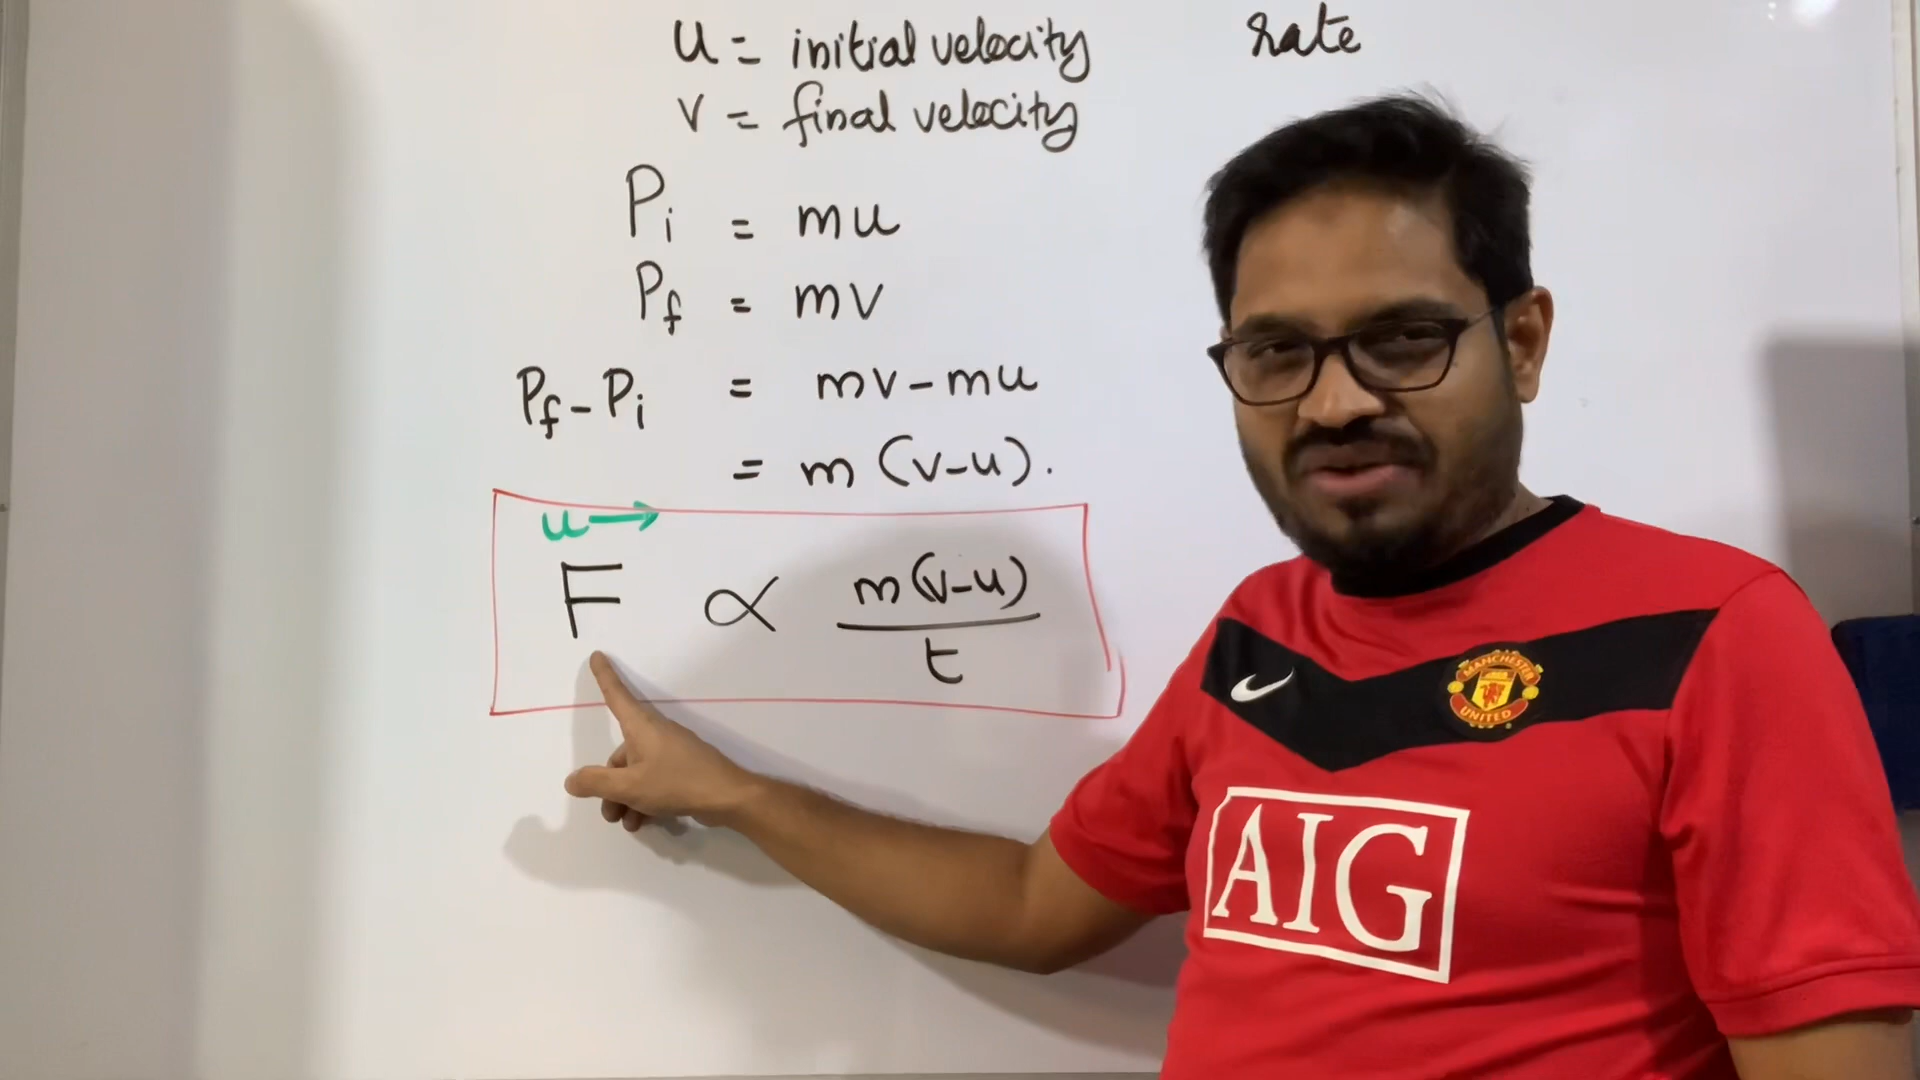 u = initial velocity
rate
v = final velocity
Pi = mu
Pf = mv
Pf - Pi = mv - mu
= m (v-u).
u →
F ∝ m(v-u) / t
MANCHESTER
UNITED
AIG